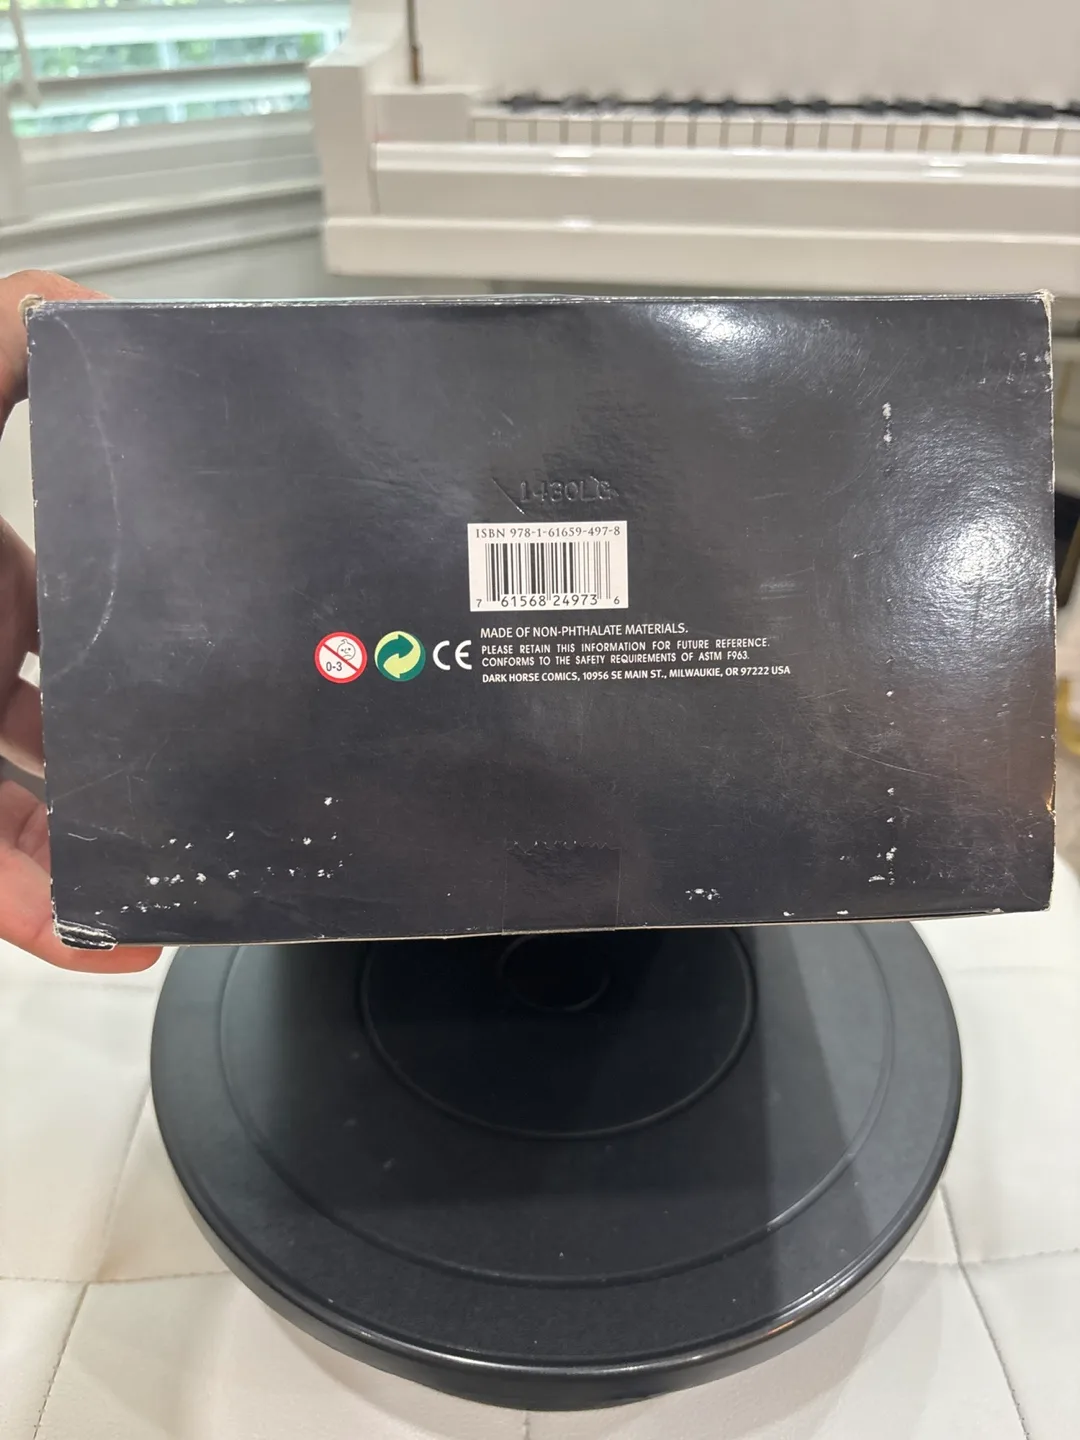 ISBN 978-1-61659-497-8
7 61568 24973 6
MADE OF NON-PHTHALATE MATERIALS.
PLEASE RETAIN THIS INFORMATION FOR FUTURE REFERENCE.
CONFORMS TO THE SAFETY REQUIREMENTS OF ASTM F963.
DARK HORSE COMICS, 10956 SE MAIN ST., MILWAUKIE, OR 97222 USA
0-3
CE